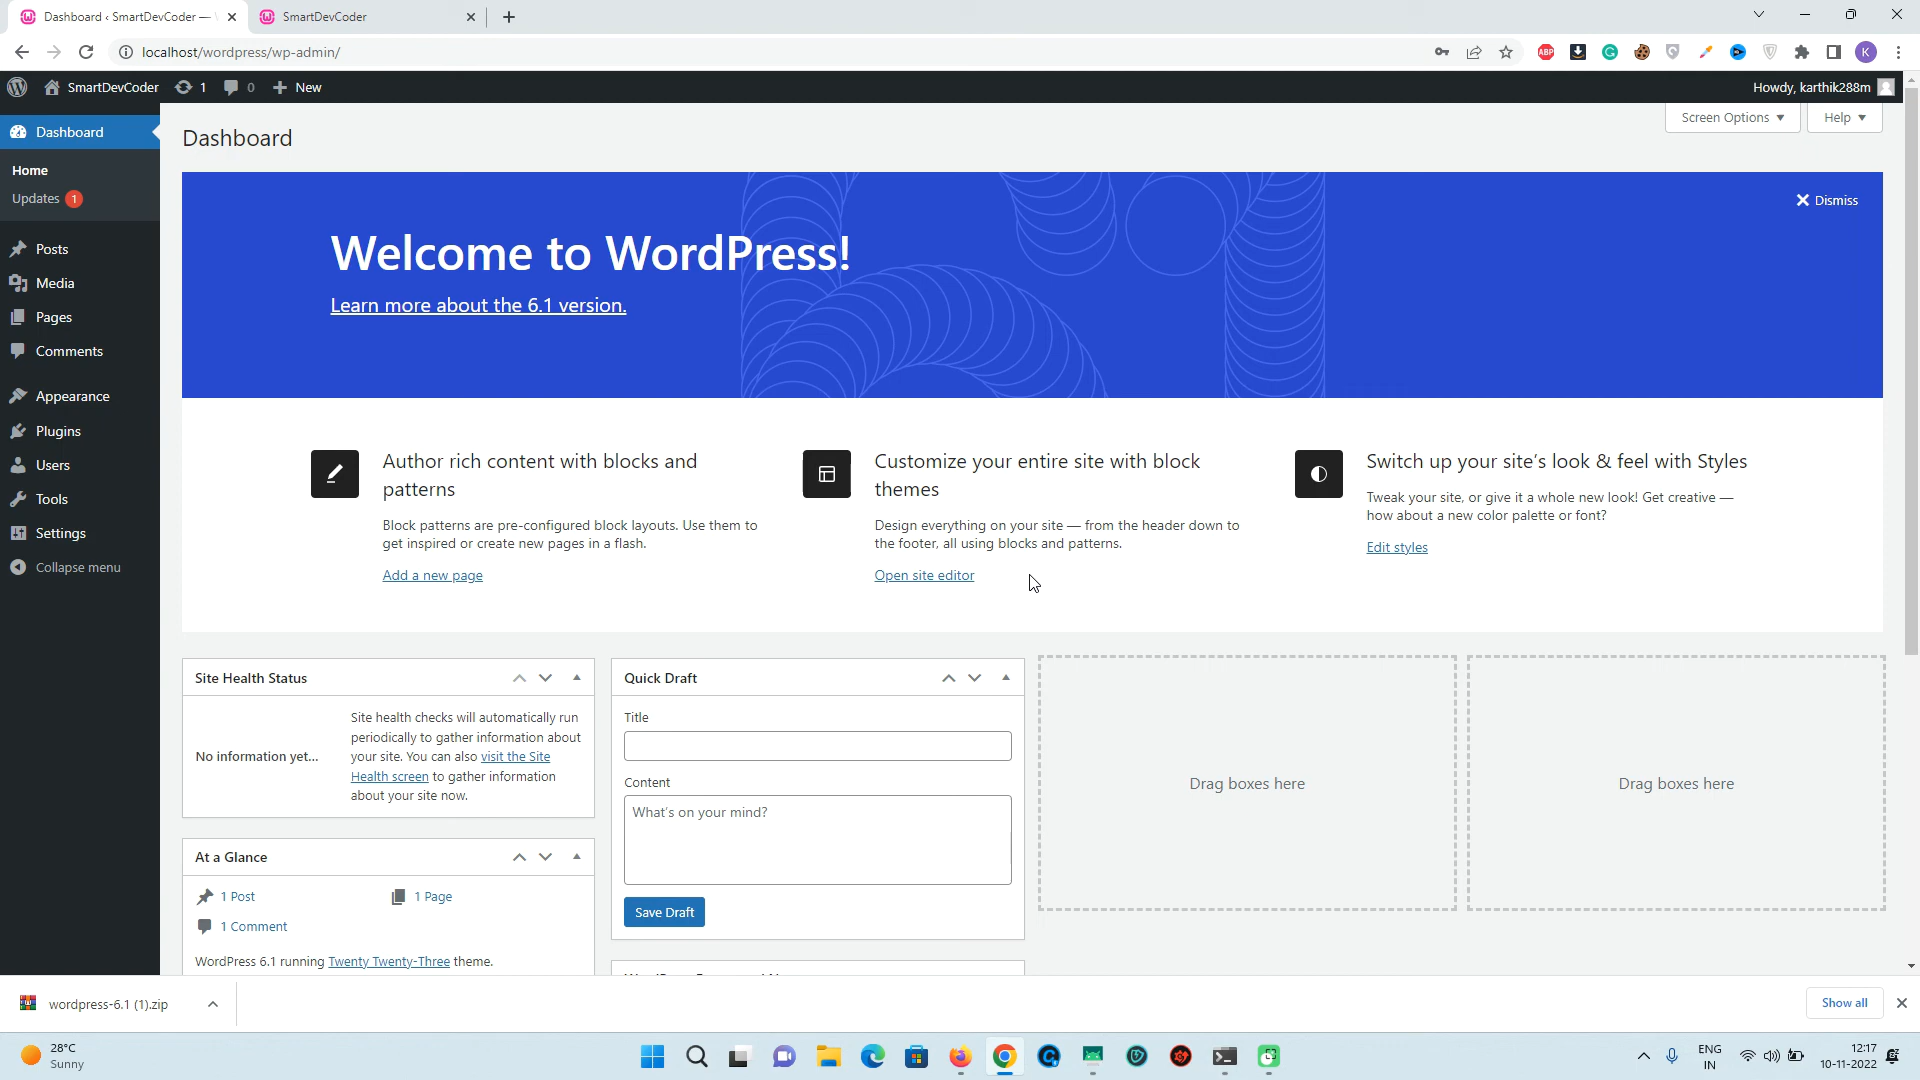 Dashboard ‹ SmartDevCoder —
SmartDevCoder
localhost/wordpress/wp-admin/
ABP
K
SmartDevCoder
1
0
New
Howdy, karthik288m
Dashboard
Home
Updates 1
Posts
Media
Pages
Comments
Appearance
Plugins
Users
Tools
Settings
Collapse menu
Dashboard
Screen Options
Help
Dismiss
Welcome to WordPress!
Learn more about the 6.1 version.
Author rich content with blocks and
patterns
Block patterns are pre-configured block layouts. Use them to
get inspired or create new pages in a flash.
Add a new page
Customize your entire site with block
themes
Design everything on your site — from the header down to
the footer, all using blocks and patterns.
Open site editor
Switch up your site’s look & feel with Styles
Tweak your site, or give it a whole new look! Get creative —
how about a new color palette or font?
Edit styles
Site Health Status
No information yet…
Site health checks will automatically run
periodically to gather information about
your site. You can also visit the Site
Health screen to gather information
about your site now.
At a Glance
1 Post
1 Page
1 Comment
WordPress 6.1 running Twenty Twenty-Three theme.
Quick Draft
Title
Content
What’s on your mind?
Save Draft
Drag boxes here
Drag boxes here
wordpress-6.1 (1).zip
Show all
28°C
Sunny
ENG
IN
12:17
10-11-2022